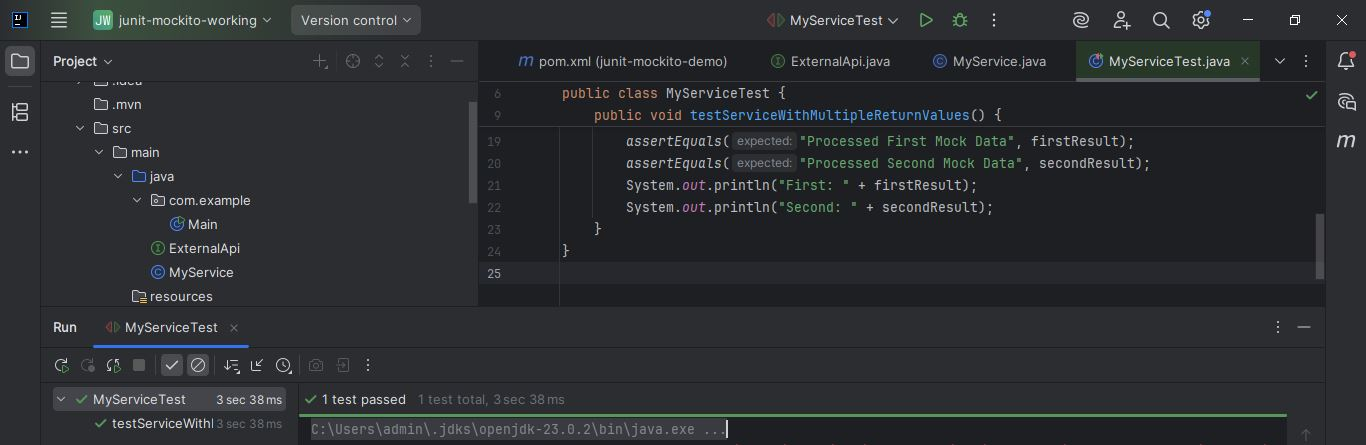 JW junit-mockito-working Version control MyServiceTest
Project
pom.xml (junit-mockito-demo) ExternalApi.java MyService.java MyServiceTest.java
.idea
.mvn
src
main
java
com.example
Main
ExternalApi
MyService
resources
6 public class MyServiceTest {
9 public void testServiceWithMultipleReturnValues() {
19 assertEquals( expected: "Processed First Mock Data", firstResult);
20 assertEquals( expected: "Processed Second Mock Data", secondResult);
21 System.out.println("First: " + firstResult);
22 System.out.println("Second: " + secondResult);
23 }
24 }
25
Run MyServiceTest
MyServiceTest 3 sec 38 ms
testServiceWithl 3 sec 38 ms
1 test passed 1 test total, 3 sec 38 ms
C:\Users\admin\.jdks\openjdk-23.0.2\bin\java.exe ...